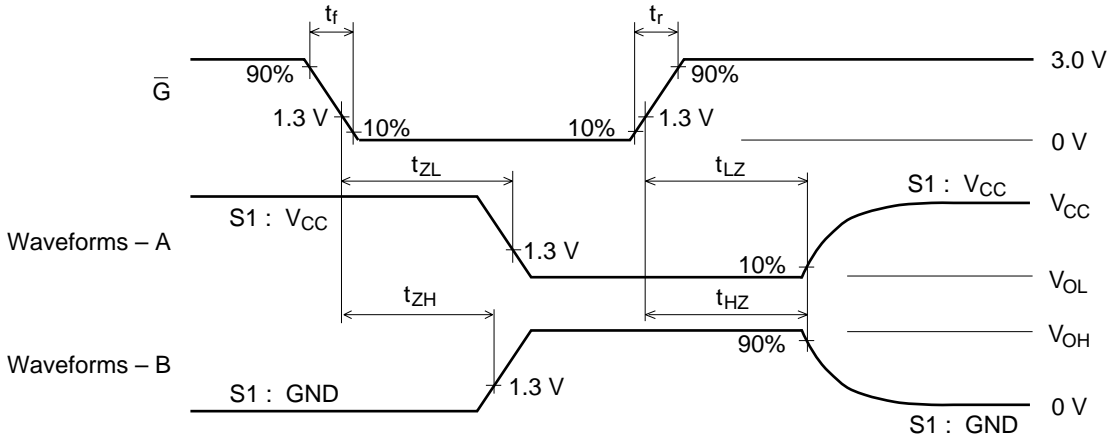 tf tr
90% 90% 3.0 V
G̅
1.3 V 1.3 V
10% 10%
0 V
tZL tLZ
S1 : VCC
S1 : VCC VCC
Waveforms – A
1.3 V
10%
VOL
tZH tHZ
VOH
90%
Waveforms – B
1.3 V
S1 : GND
0 V
S1 : GND